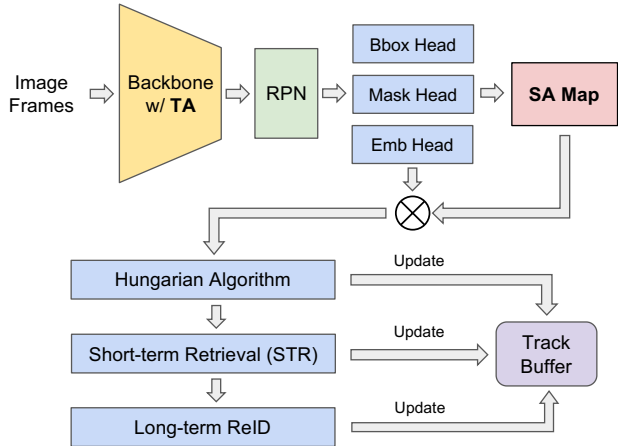 Image
Frames
Backbone
w/ TA
RPN
Bbox Head
Mask Head
Emb Head
SA Map
Hungarian Algorithm
Update
Short-term Retrieval (STR)
Update
Track
Buffer
Long-term ReID
Update